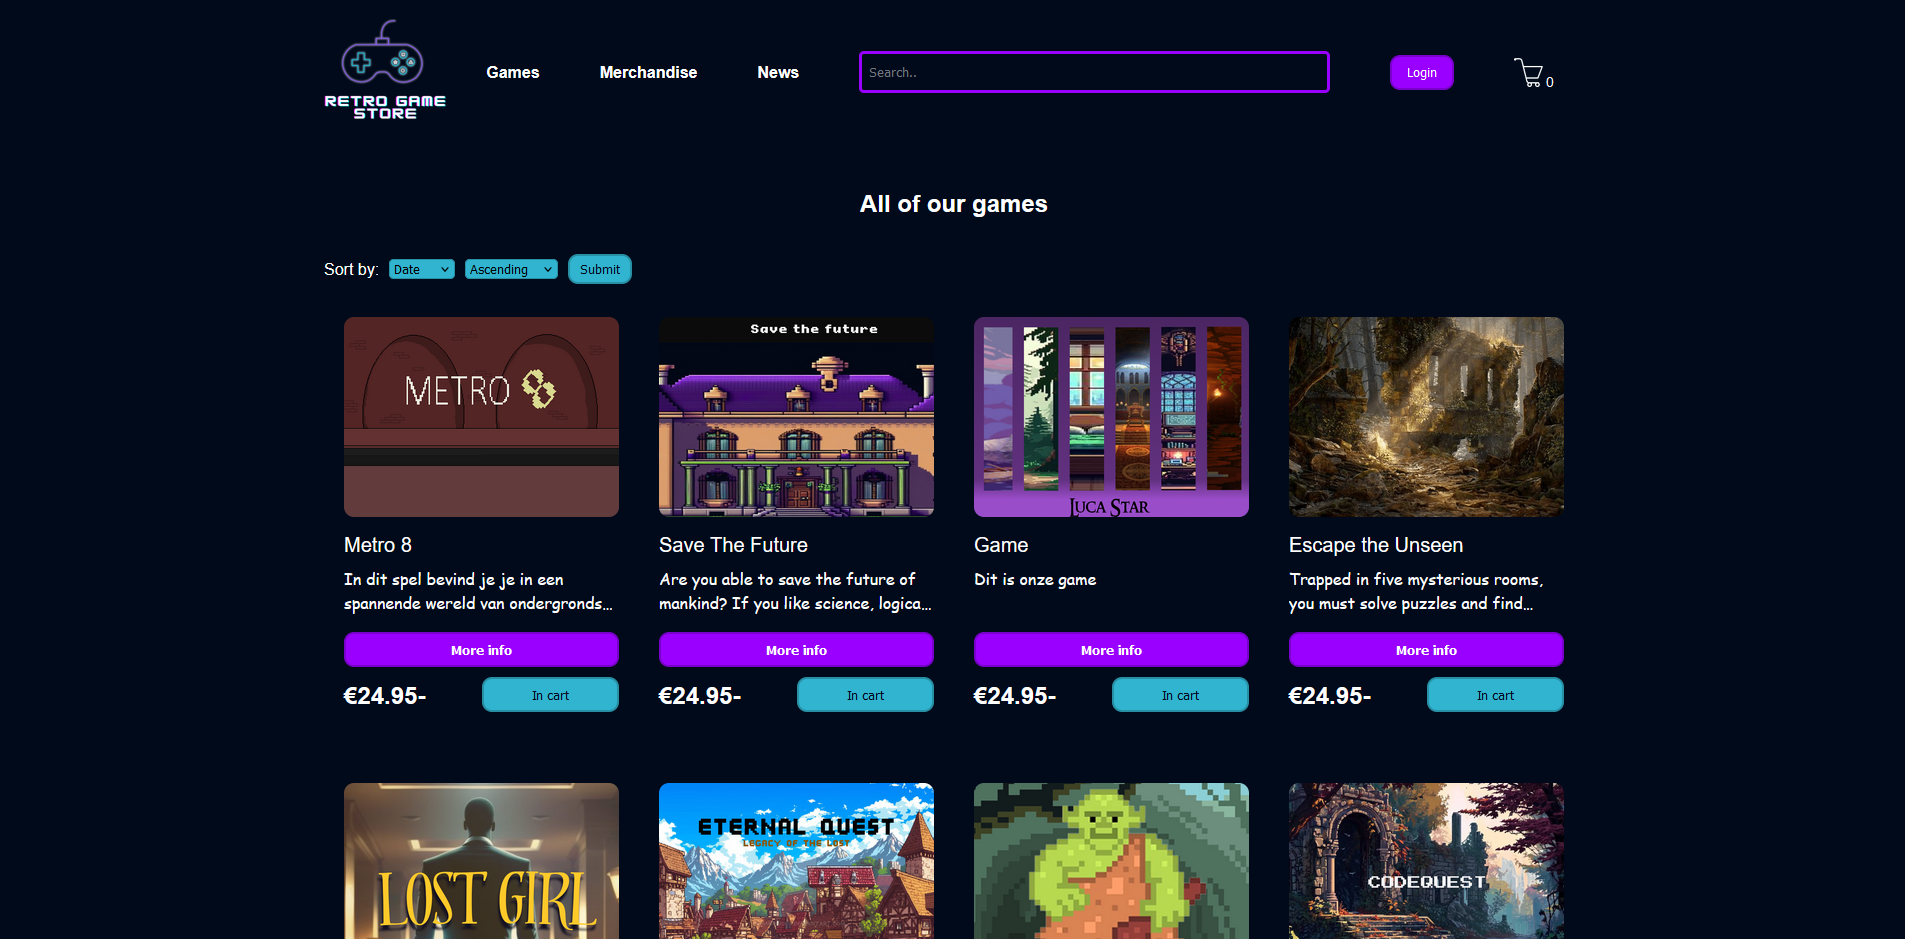 RETRO GAME
STORE
Games
Merchandise
News
Search..
Login
0
All of our games
Sort by:
Date
Ascending
Submit
METRO 8
Save the future
LUCA STAR
Metro 8
Save The Future
Game
Escape the Unseen
In dit spel bevind je je in een
spannende wereld van ondergronds...
Are you able to save the future of
mankind? If you like science, logica...
Dit is onze game
Trapped in five mysterious rooms,
you must solve puzzles and find...
More info
More info
More info
More info
€24.95-
In cart
€24.95-
In cart
€24.95-
In cart
€24.95-
In cart
LOST GIRL
ETERNAL QUEST
LEGACY OF THE LOST
CODEQUEST